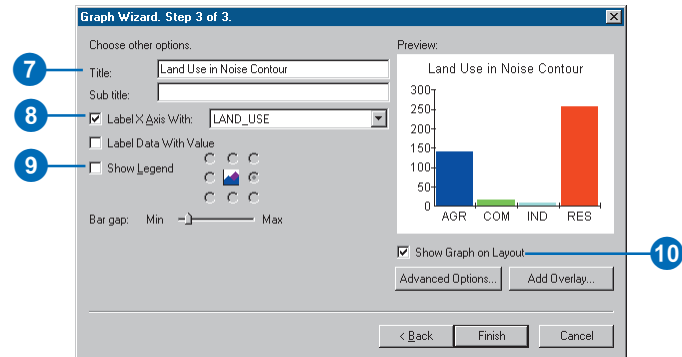 Graph Wizard. Step 3 of 3.
Choose other options.
7
Title: Land Use in Noise Contour
Sub title:
8
Label X Axis With: LAND_USE
Label Data With Value
9
Show Legend
Bar gap: Min Max
Preview:
Land Use in Noise Contour
300
250
200
150
100
50
0
AGR COM IND RES
Show Graph on Layout
10
Advanced Options... Add Overlay...
< Back Finish Cancel